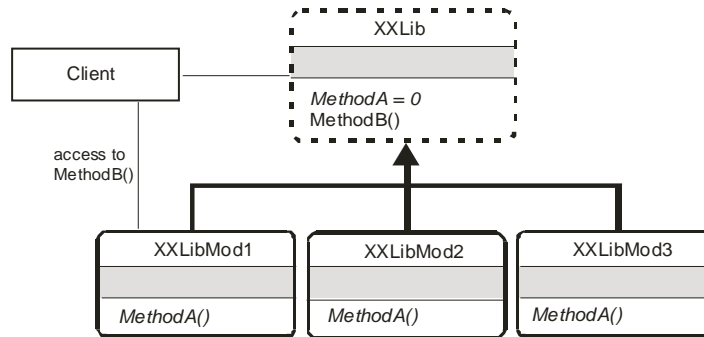 XXLib
Client
MethodA = 0
MethodB()
access to
MethodB()
XXLibMod1
XXLibMod2
XXLibMod3
MethodA()
MethodA()
MethodA()